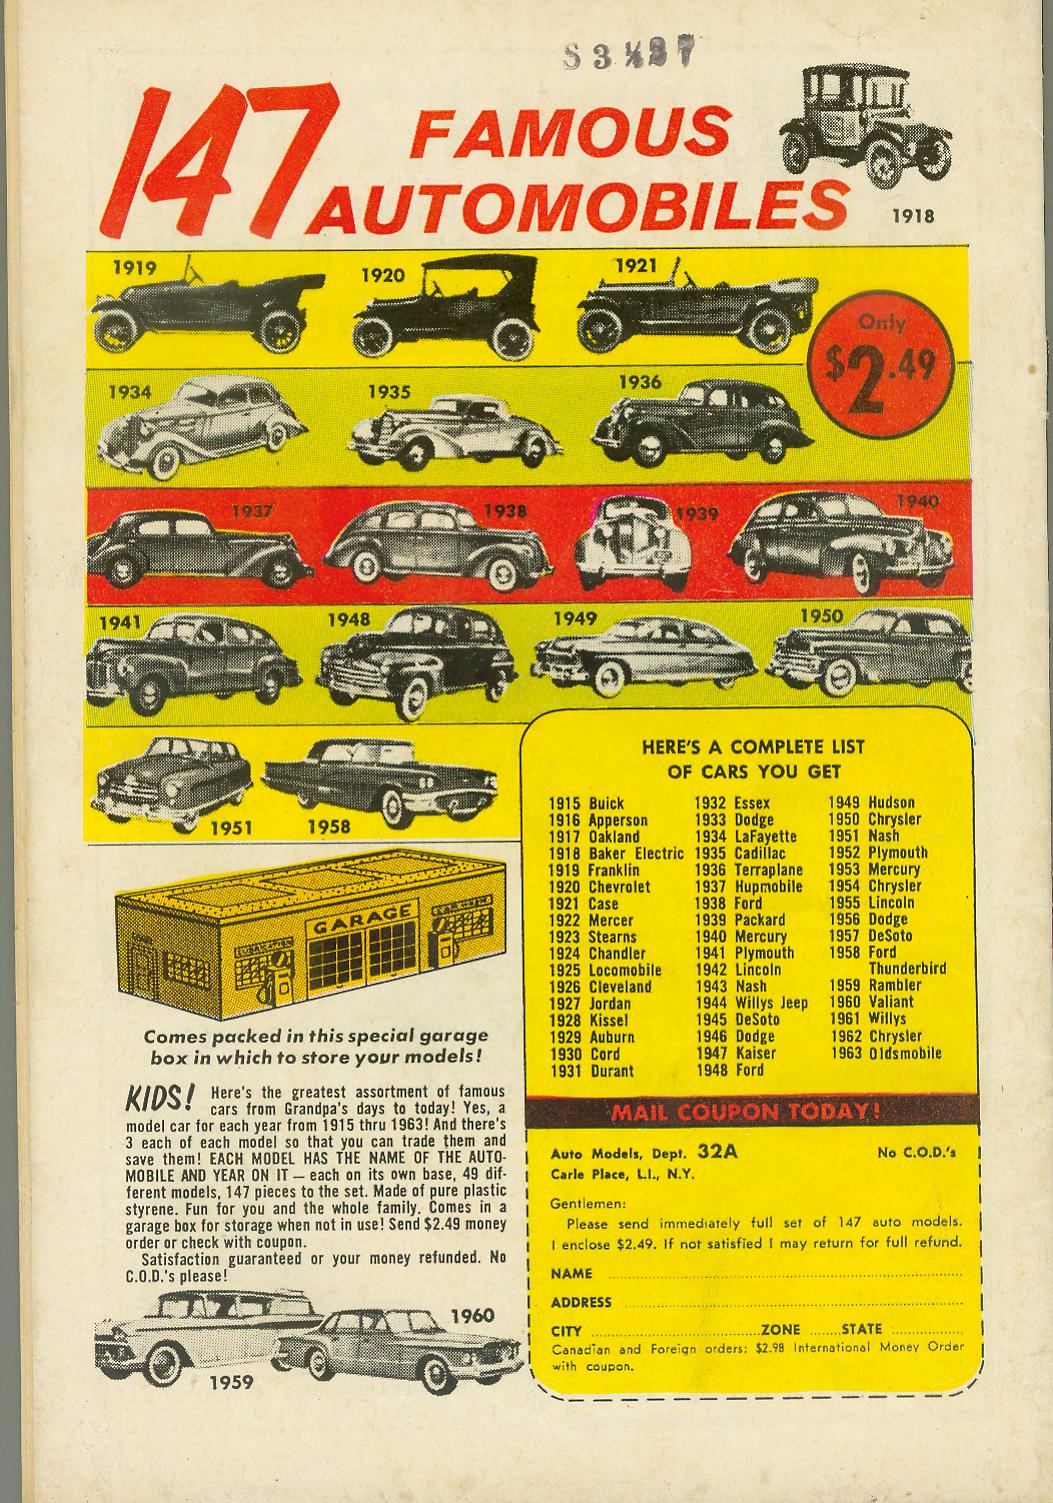 S 3
147 FAMOUS
AUTOMOBILES
1918
1919
1920
1921
Only
$2.49
1934
1935
1936
1937
1938
1939
1940
1941
1948
1949
1950
1951
1958
GARAGE
Comes packed in this special garage
box in which to store your models!
KIDS! Here's the greatest assortment of famous
cars from Grandpa's days to today! Yes, a
model car for each year from 1915 thru 1963! And there's
3 each of each model so that you can trade them and
save them! EACH MODEL HAS THE NAME OF THE AUTO-
MOBILE AND YEAR ON IT — each on its own base, 49 dif-
ferent models, 147 pieces to the set. Made of pure plastic
styrene. Fun for you and the whole family. Comes in a
garage box for storage when not in use! Send $2.49 money
order or check with coupon.
Satisfaction guaranteed or your money refunded. No
C.O.D.'s please!
1959
1960
HERE'S A COMPLETE LIST
OF CARS YOU GET
1915 Buick
1916 Apperson
1917 Oakland
1918 Baker Electric
1919 Franklin
1920 Chevrolet
1921 Case
1922 Mercer
1923 Stearns
1924 Chandler
1925 Locomobile
1926 Cleveland
1927 Jordan
1928 Kissel
1929 Auburn
1930 Cord
1931 Durant
1932 Essex
1933 Dodge
1934 LaFayette
1935 Cadillac
1936 Terraplane
1937 Hupmobile
1938 Ford
1939 Packard
1940 Mercury
1941 Plymouth
1942 Lincoln
1943 Nash
1944 Willys Jeep
1945 DeSoto
1946 Dodge
1947 Kaiser
1948 Ford
1949 Hudson
1950 Chrysler
1951 Nash
1952 Plymouth
1953 Mercury
1954 Chrysler
1955 Lincoln
1956 Dodge
1957 DeSoto
1958 Ford
Thunderbird
1959 Rambler
1960 Valiant
1961 Willys
1962 Chrysler
1963 Oldsmobile
MAIL COUPON TODAY!
Auto Models, Dept. 32A No C.O.D.'s
Carle Place, L.I., N.Y.
Gentlemen:
Please send immediately full set of 147 auto models.
I enclose $2.49. If not satisfied I may return for full refund.
NAME
ADDRESS
CITY ZONE STATE
Canadian and Foreign orders: $2.98 International Money Order
with coupon.